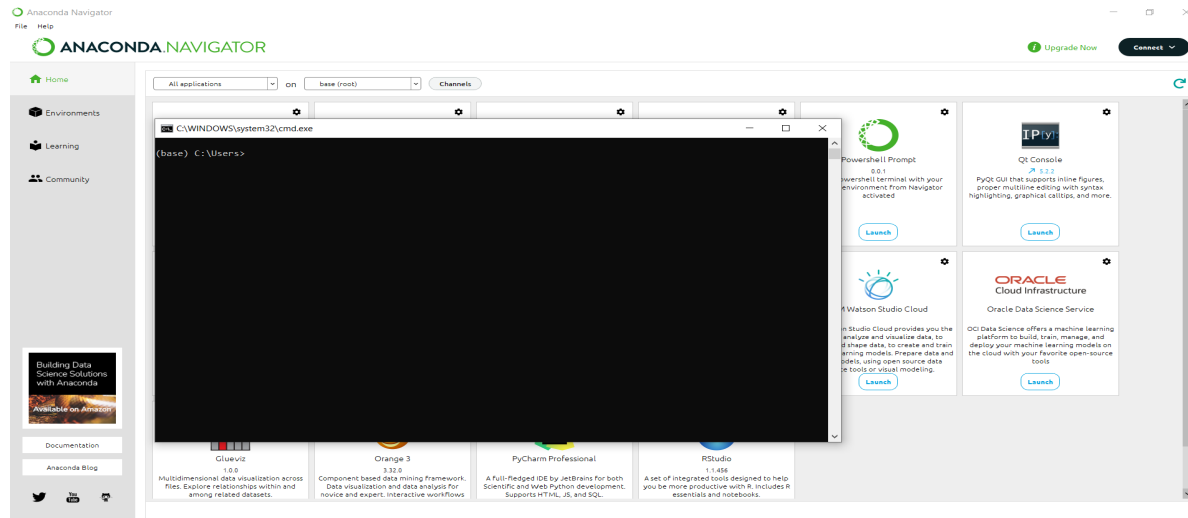 Anaconda Navigator
File Help
ANACONDA.NAVIGATOR
Upgrade Now
Connect
Home
All applications
on
base (root)
Channels
Environments
Learning
Community
C:\WINDOWS\system32\cmd.exe
(base) C:\Users>
Powershell Prompt
0.0.1
owershell terminal with your
environment from Navigator
activated
Launch
IP[y]:
Qt Console
5.2.2
PyQt GUI that supports inline figures,
proper multiline editing with syntax
highlighting, graphical calltips, and more.
Launch
M Watson Studio Cloud
n Studio Cloud provides you the
analyze and visualize data, to
d shape data, to create and train
arning models. Prepare data and
odels, using open source data
ce tools or visual modeling.
Launch
ORACLE
Cloud Infrastructure
Oracle Data Science Service
OCI Data Science offers a machine learning
platform to build, train, manage, and
deploy your machine learning models on
the cloud with your favorite open-source
tools
Launch
Building Data
Science Solutions
with Anaconda
Available on Amazon
Documentation
Anaconda Blog
You
Tube
Glueviz
1.0.0
Multidimensional data visualization across
files. Explore relationships within and
among related datasets.
Orange 3
3.32.0
Component based data mining framework.
Data visualization and data analysis for
novice and expert. Interactive workflows
PyCharm Professional
A full-fledged IDE by JetBrains for both
Scientific and Web Python development.
Supports HTML, JS, and SQL.
RStudio
1.1.456
A set of integrated tools designed to help
you be more productive with R. Includes R
essentials and notebooks.